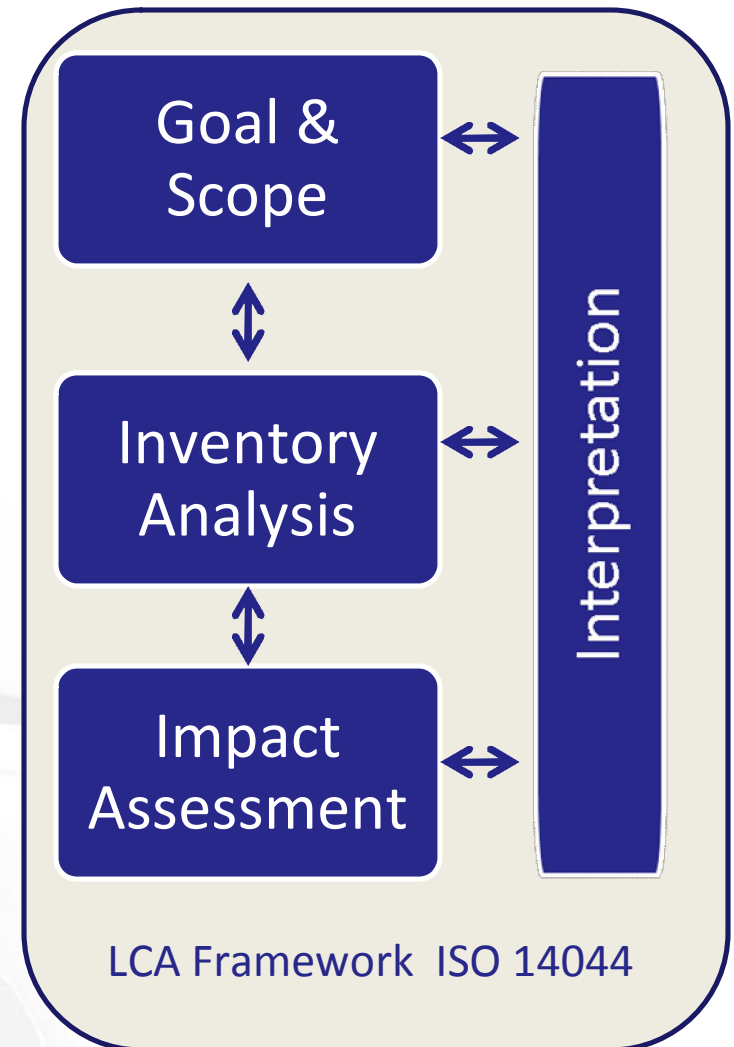 Goal &
Scope
Inventory
Analysis
Impact
Assessment
Interpretation
LCA Framework ISO 14044